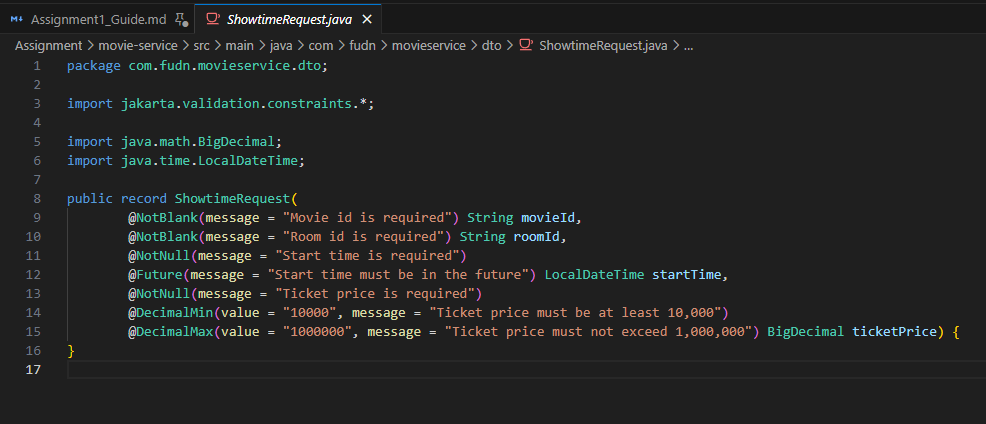 Assignment1_Guide.md
ShowtimeRequest.java
Assignment > movie-service > src > main > java > com > fudn > movieservice > dto > ShowtimeRequest.java > ...
1 package com.fudn.movieservice.dto;
2
3 import jakarta.validation.constraints.*;
4
5 import java.math.BigDecimal;
6 import java.time.LocalDateTime;
7
8 public record ShowtimeRequest(
9 @NotBlank(message = "Movie id is required") String movieId,
10 @NotBlank(message = "Room id is required") String roomId,
11 @NotNull(message = "Start time is required")
12 @Future(message = "Start time must be in the future") LocalDateTime startTime,
13 @NotNull(message = "Ticket price is required")
14 @DecimalMin(value = "10000", message = "Ticket price must be at least 10,000")
15 @DecimalMax(value = "1000000", message = "Ticket price must not exceed 1,000,000") BigDecimal ticketPrice) {
16 }
17